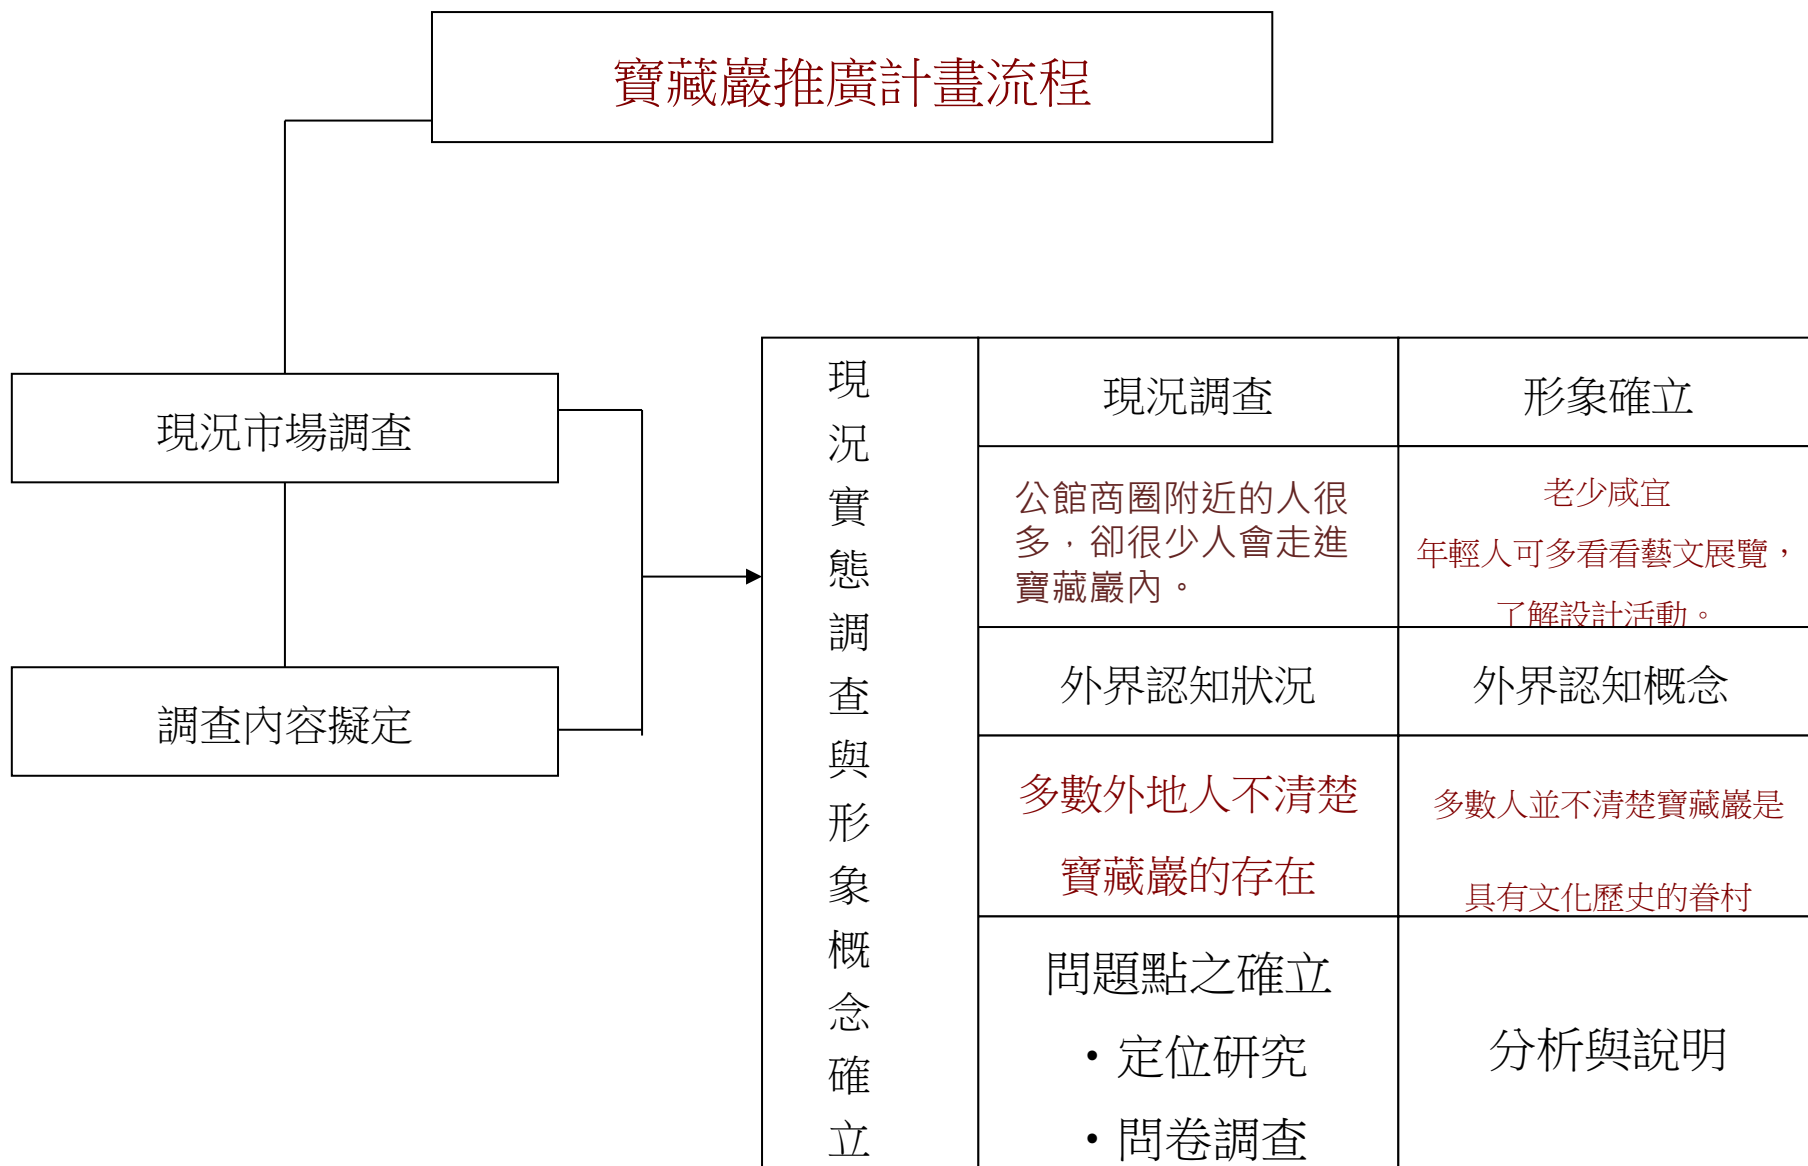 寶藏巖推廣計畫流程
現況市場調查
調查內容擬定
現況實態調查與形象概念確立
現況調查
形象確立
公館商圈附近的人很
多，卻很少人會走進
寶藏巖內。
老少咸宜
年輕人可多看看藝文展覽，
了解設計活動。
外界認知狀況
外界認知概念
多數外地人不清楚
寶藏巖的存在
多數人並不清楚寶藏巖是
具有文化歷史的眷村
問題點之確立
・定位研究
・問卷調查
分析與說明